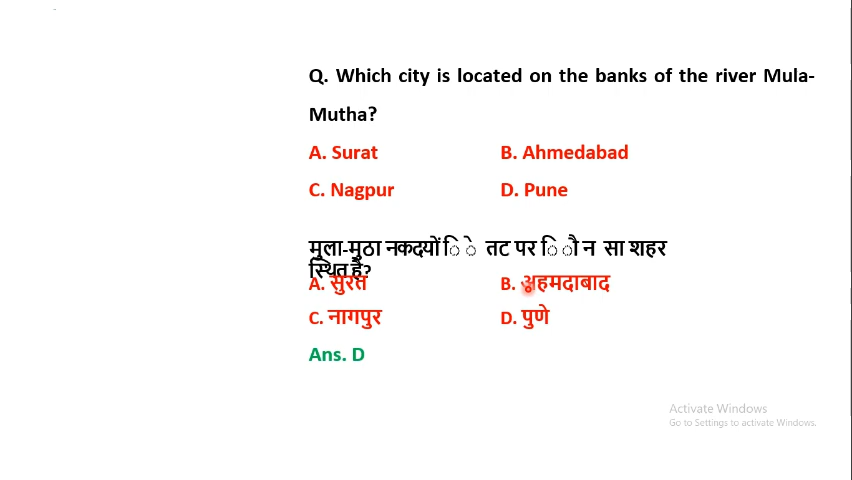 Q. Which city is located on the banks of the river Mula-
Mutha?
A. Surat B. Ahmedabad
C. Nagpur D. Pune
मुला-मुठा नकदयों िे तट पर िौन सा शहर
स्थित है?
A. सुरत B. अहमदाबाद
C. नागपुर D. पुणे
Ans. D
Activate Windows
Go to Settings to activate Windows.